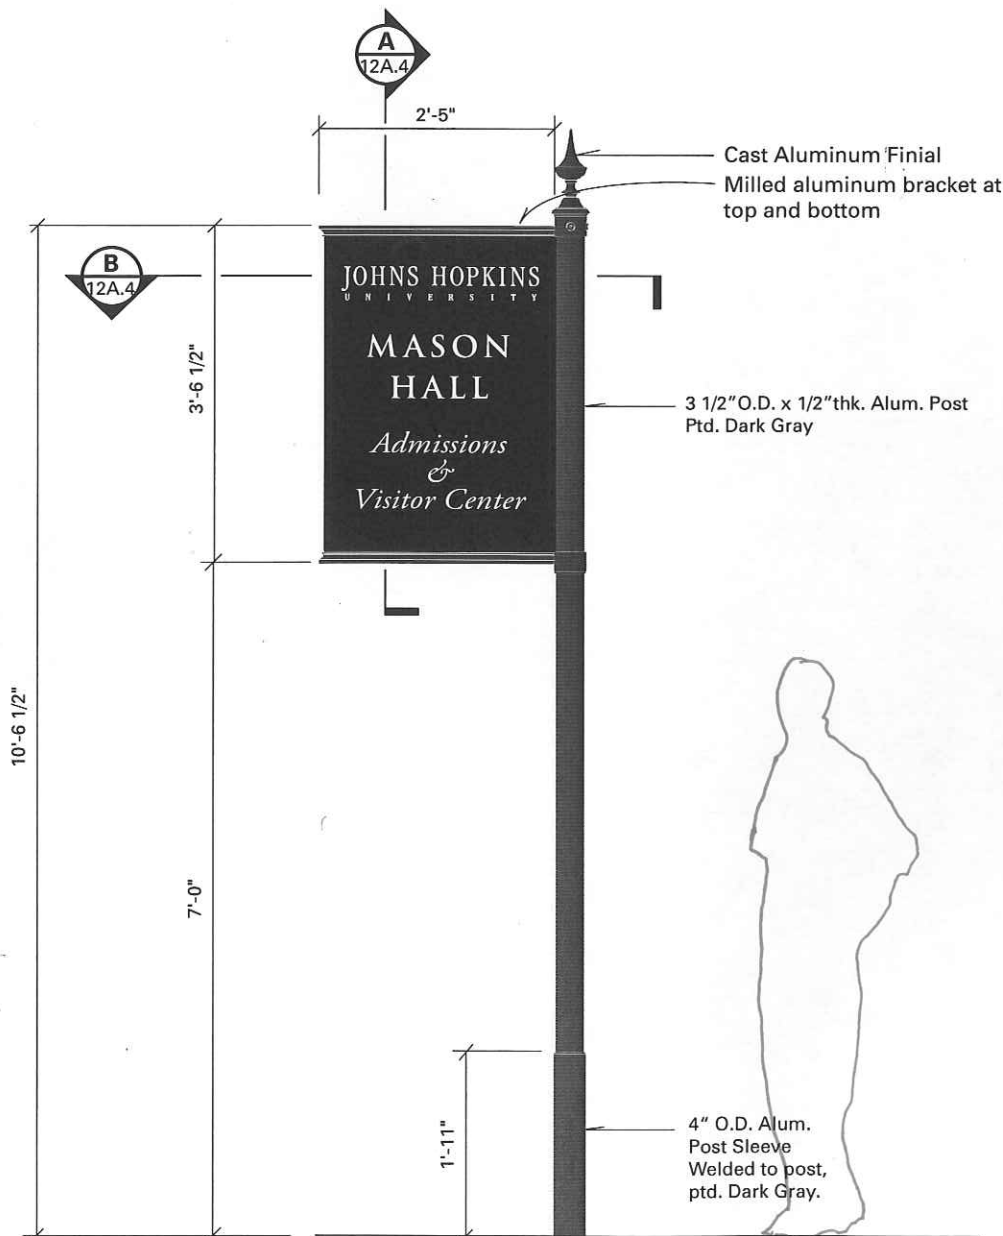 A
12A.4
2'-5"
Cast Aluminum Finial
Milled aluminum bracket at
top and bottom
B
12A.4
JOHNS HOPKINS
UNIVERSITY
MASON
HALL
Admissions
&
Visitor Center
3'-6 1/2"
3 1/2" O.D. x 1/2" thk. Alum. Post
Ptd. Dark Gray
10'-6 1/2"
7'-0"
1'-11"
4" O.D. Alum.
Post Sleeve
Welded to post,
ptd. Dark Gray.